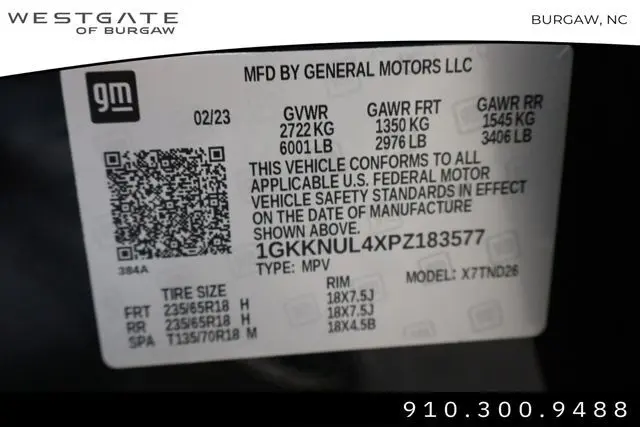 WESTGATE
OF BURGAW
BURGAW, NC
gm
MFD BY GENERAL MOTORS LLC
02/23 GVWR GAWR FRT GAWR RR
2722 KG 1350 KG 1545 KG
6001 LB 2976 LB 3406 LB
THIS VEHICLE CONFORMS TO ALL
APPLICABLE U.S. FEDERAL MOTOR
VEHICLE SAFETY STANDARDS IN EFFECT
ON THE DATE OF MANUFACTURE
SHOWN ABOVE.
1GKKNUL4XPZ183577
384A
TYPE: MPV MODEL: X7TND26
TIRE SIZE RIM
FRT 235/65R18 H 18X7.5J
RR 235/65R18 H 18X7.5J
SPA T135/70R18 M 18X4.5B
910.300.9488